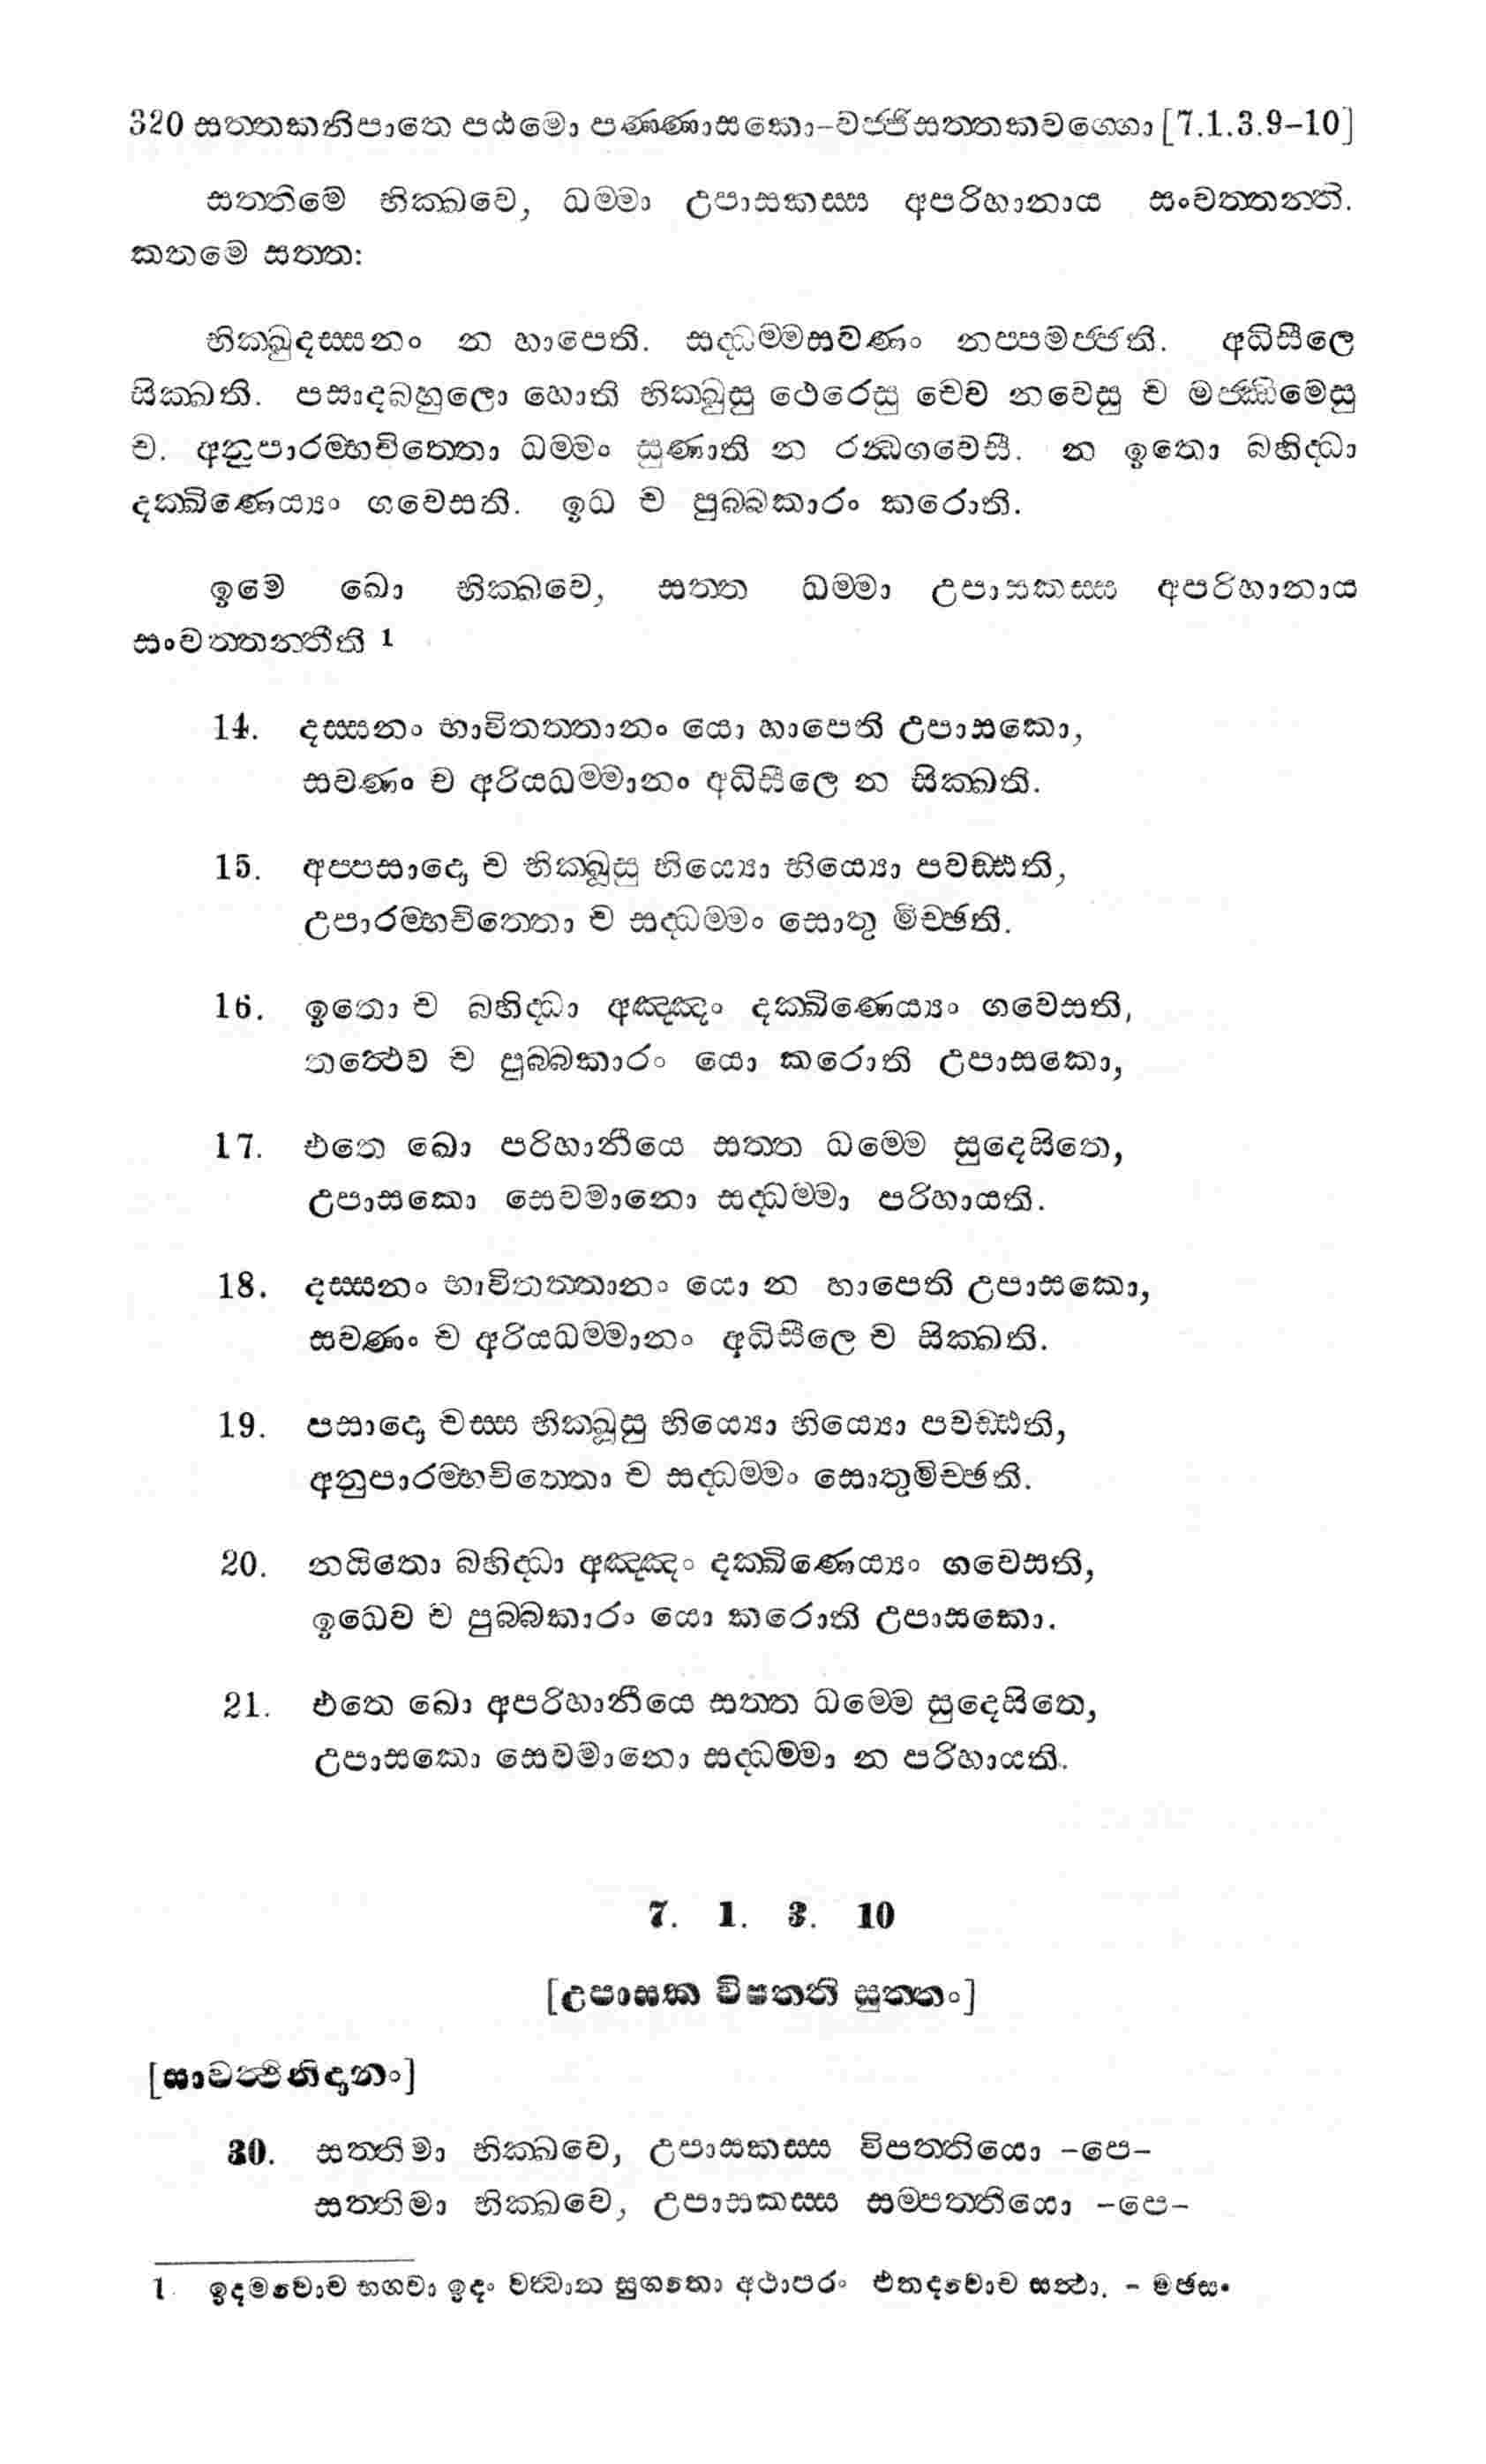 320 සත්තකනිපාතෙ පඨමො පණ්ණාසකො–වජ්ජිසත්තකවග්ගො [7.1.3.9–10]
සත්තිමෙ භික්ඛවෙ, ධම්මා උපාසකස්ස අපරිහානාය සංවත්තන්ති.
කතමෙ සත්ත:
භික්ඛුදස්සනං න හාපෙති. සද්ධම්මසවණං නප්පමජ්ජති. අධිසීලෙ
සික්ඛති. පසාදබහුලො හොති භික්ඛුසු ථෙරෙසු චෙව නවෙසු ච මජ්ඣිමෙසු
ච. අනුපාරම්භචිත්තො ධම්මං සුණාති න රන්ධගවෙසී. න ඉතො බහිද්ධා
දක්ඛිණෙය්‍යං ගවෙසති. ඉධ ච පුබ්බකාරං කරොති.
ඉමෙ ඛො භික්ඛවෙ, සත්ත ධම්මා උපාසකස්ස අපරිහානාය
සංවත්තන්තීති 1
14. දස්සනං භාවිතත්තානං යො හාපෙති උපාසකො,
සවණං ච අරියධම්මානං අධිසීලෙ න සික්ඛති.
15. අප්පසාදො ච භික්ඛූසු භිය්‍යො භිය්‍යො පවඩ්ඪති,
උපාරම්භචිත්තො ච සද්ධම්මං සොතු මිච්ඡති.
16. ඉතො ච බහිද්ධා අඤ්ඤං දක්ඛිණෙය්‍යං ගවෙසති,
තත්ථෙව ච පුබ්බකාරං යො කරොති උපාසකො,
17. එතෙ ඛො පරිහානීයෙ සත්ත ධම්මෙ සුදෙසිතෙ,
උපාසකො සෙවමානො සද්ධම්මා පරිහායති.
18. දස්සනං භාවිතත්තානං යො න හාපෙති උපාසකො,
සවණං ච අරියධම්මානං අධිසීලෙ ච සික්ඛති.
19. පසාදො චස්ස භික්ඛූසු භිය්‍යො භිය්‍යො පවඩ්ඪති,
අනුපාරම්භචිත්තො ච සද්ධම්මං සොතුමිච්ඡති.
20. නයිතො බහිද්ධා අඤ්ඤං දක්ඛිණෙය්‍යං ගවෙසති,
ඉධෙව ච පුබ්බකාරං යො කරොති උපාසකො.
21. එතෙ ඛො අපරිහානීයෙ සත්ත ධම්මෙ සුදෙසිතෙ,
උපාසකො සෙවමානො සද්ධම්මා න පරිහායති.
7. 1. 3. 10
[උපාසක විපත්ති සුත්තං]
[සාවත්ථිනිදානං]
30. සත්තිමා භික්ඛවෙ, උපාසකස්ස විපත්තියො –පෙ–
සත්තිමා භික්ඛවෙ, උපාසකස්ස සම්පත්තියො –පෙ–
1. ඉදමවොච භගවා ඉදං වත්වාන සුගතො අථාපරං එතදවොච සත්ථා. - මඡසං